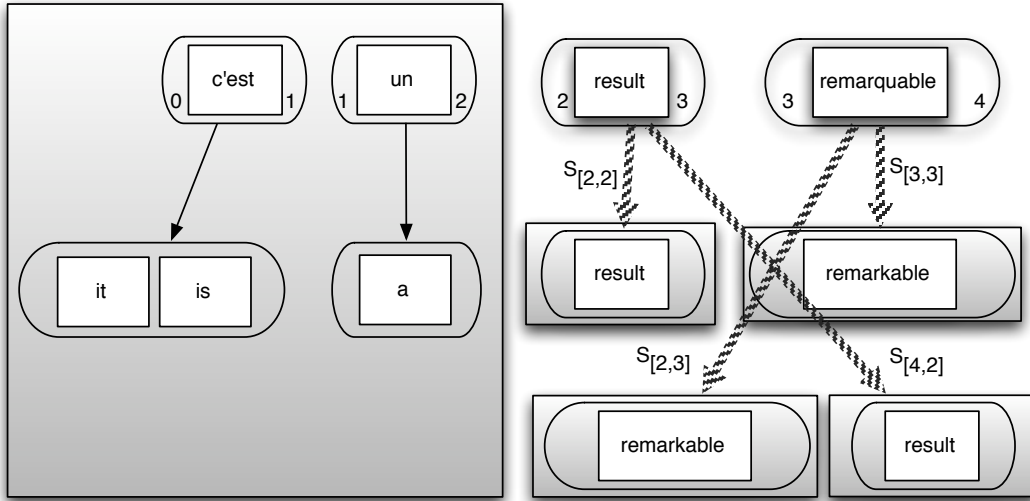 c'est un result remarquable
0 1 1 2 2 3 3 4
S[2,2] S[3,3]
it is a result remarkable
S[2,3] S[4,2]
remarkable result